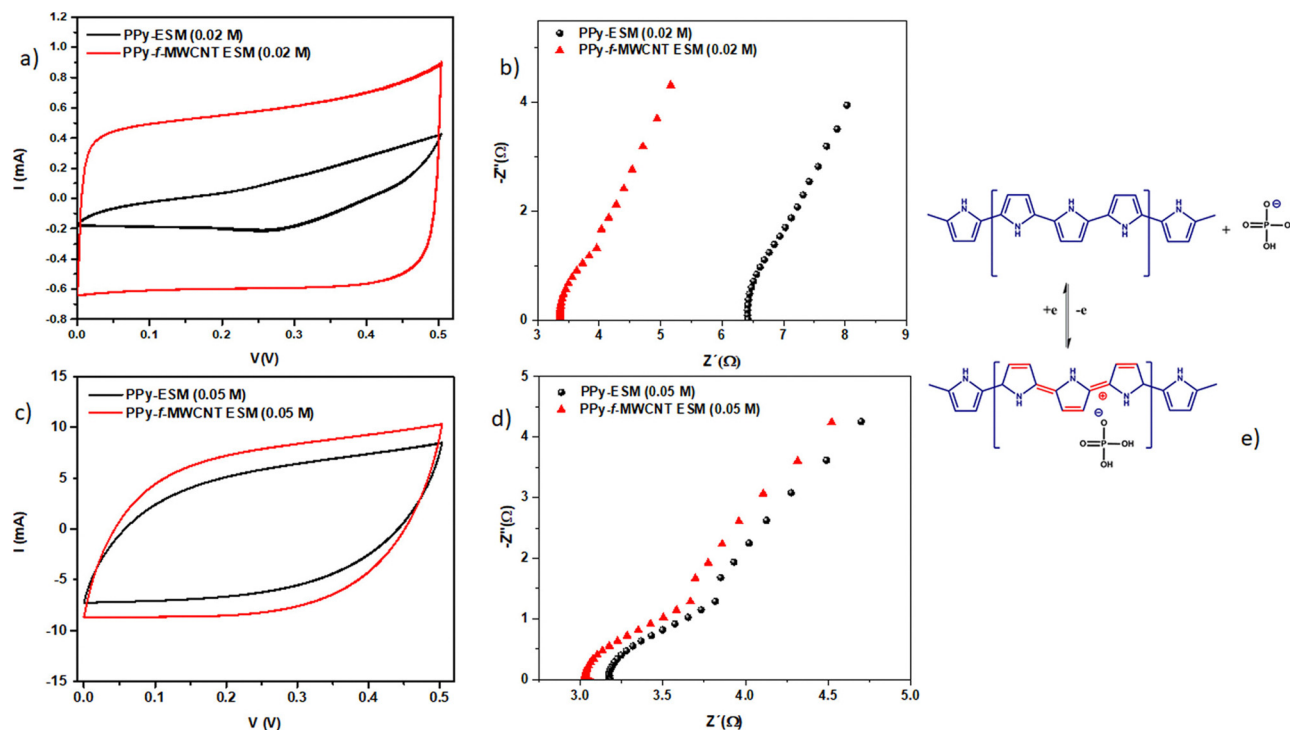 a)
PPy-ESM (0.02 M)
PPy-f-MWCNT ESM (0.02 M)
I (mA)
1.2
1.0
0.8
0.6
0.4
0.2
0.0
-0.2
-0.4
-0.6
-0.8
0.0 0.1 0.2 0.3 0.4 0.5
V (V)
b)
PPy-ESM (0.02 M)
PPy-f-MWCNT ESM (0.02 M)
-Z''(Ω)
4
2
0
3 4 5 6 7 8 9
Z´(Ω)
c)
PPy-ESM (0.05 M)
PPy-f-MWCNT ESM (0.05 M)
I (mA)
15
10
5
0
-5
-10
-15
0.0 0.1 0.2 0.3 0.4 0.5
V (V)
d)
PPy-ESM (0.05 M)
PPy-f-MWCNT ESM (0.05 M)
-Z''(Ω)
5
4
3
2
1
0
3.0 3.5 4.0 4.5 5.0
Z´(Ω)
H N H N H N
N H N H
+
⊖
O
O P O
OH
+e -e
H N H N H N
N H N H
⊕
⊖
O
O P OH
OH
e)